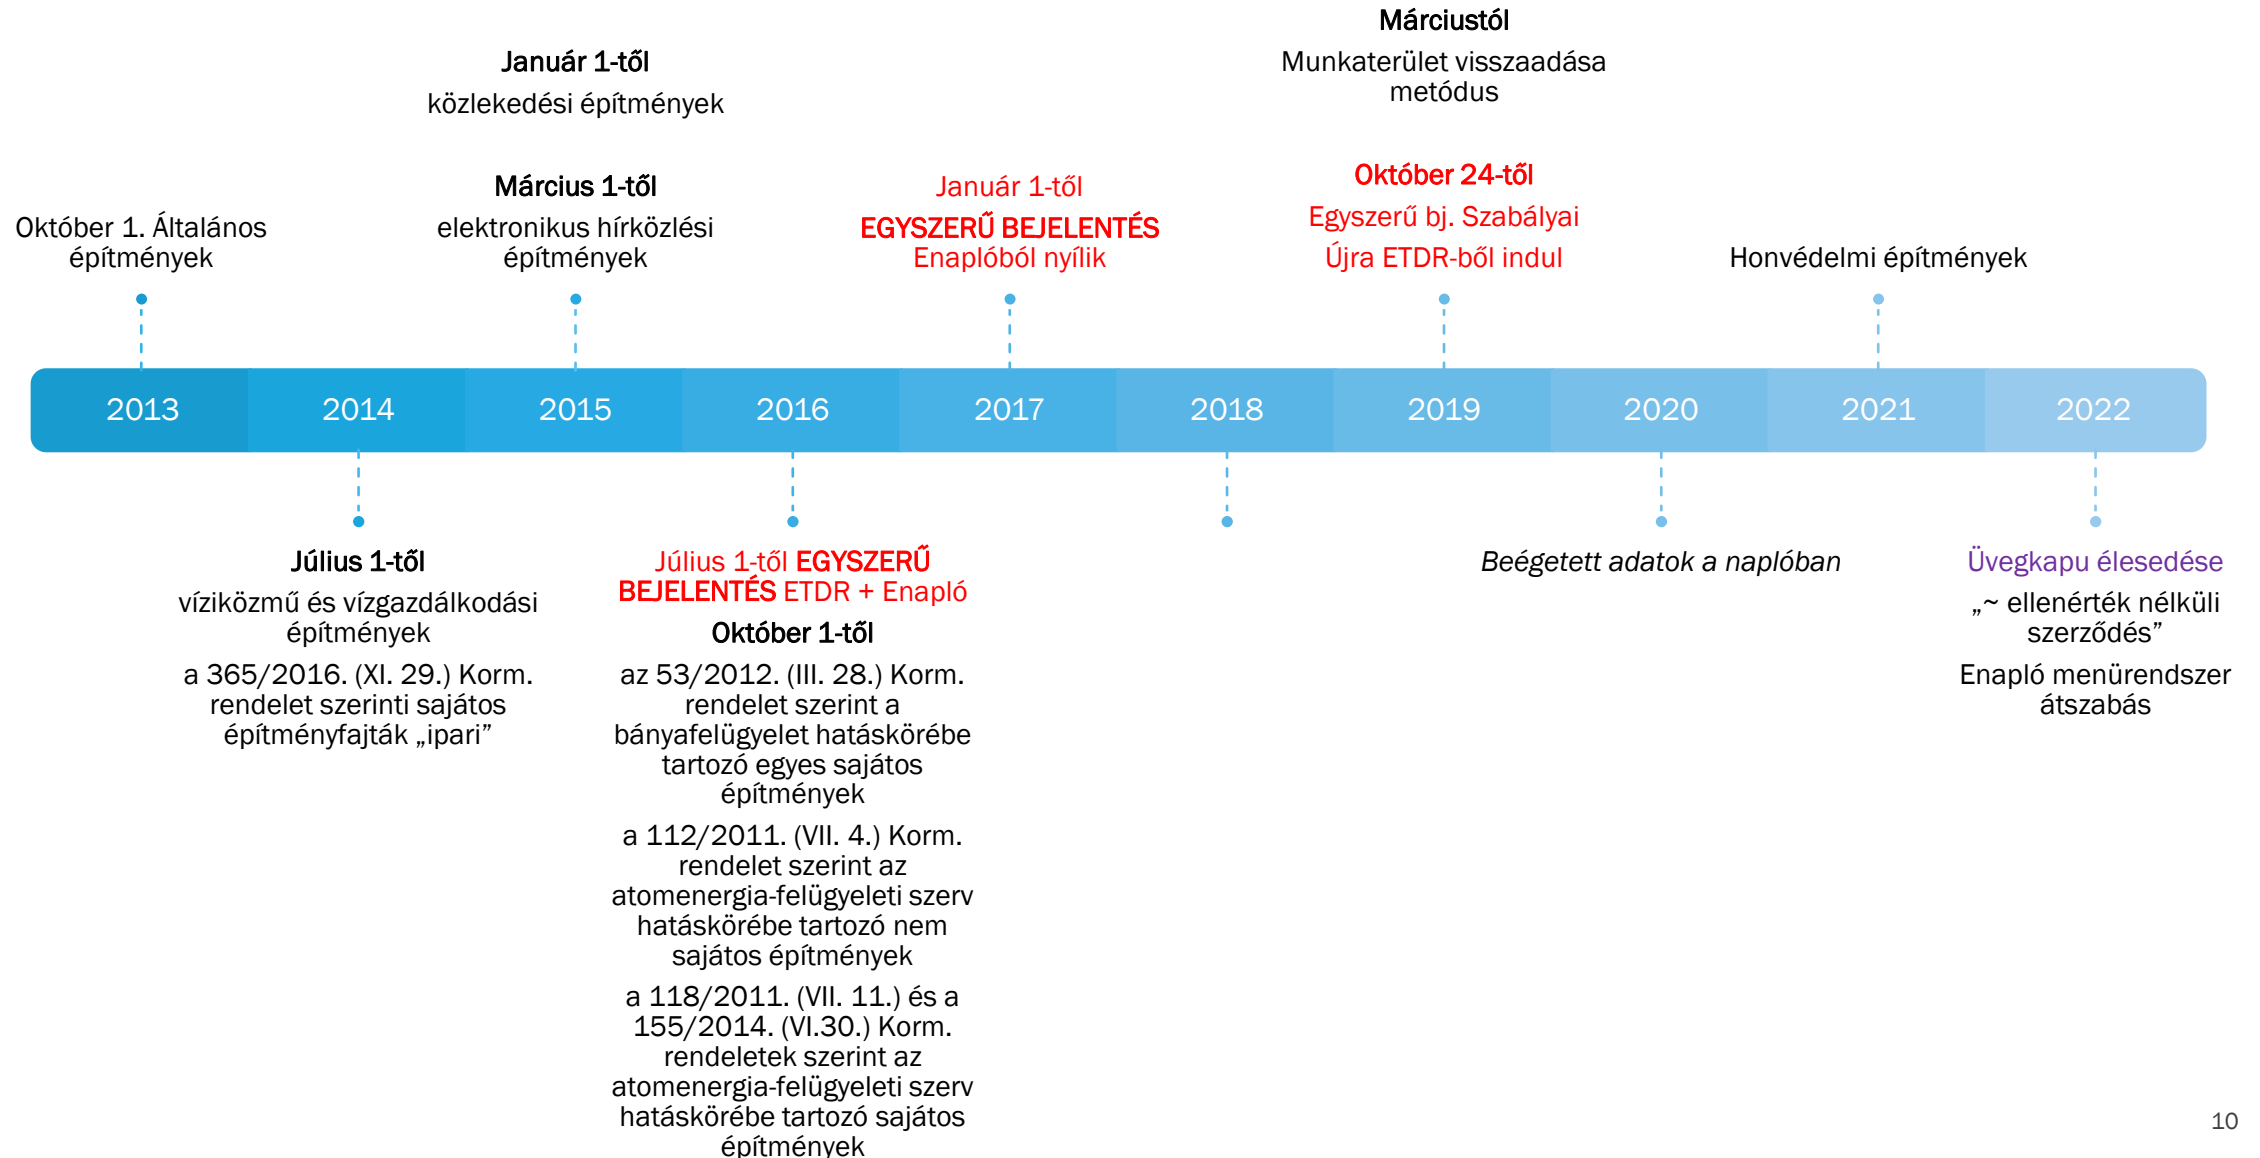 Márciustól
Munkaterület visszaadása
metódus
Január 1-től
közlekedési építmények
Március 1-től
elektronikus hírközlési
építmények
Január 1-től
EGYSZERŰ BEJELENTÉS
Enaplóból nyílik
Október 24-től
Egyszerű bj. Szabályai
Újra ETDR-ből indul
Október 1. Általános
építmények
Honvédelmi építmények
2013
2014
2015
2016
2017
2018
2019
2020
2021
2022
Július 1-től
víziközmű és vízgazdálkodási
építmények
a 365/2016. (XI. 29.) Korm.
rendelet szerinti sajátos
építményfajták „ipari”
Július 1-től EGYSZERŰ
BEJELENTÉS ETDR + Enapló
Október 1-től
az 53/2012. (III. 28.) Korm.
rendelet szerint a
bányafelügyelet hatáskörébe
tartozó egyes sajátos
építmények
a 112/2011. (VII. 4.) Korm.
rendelet szerint az
atomenergia-felügyeleti szerv
hatáskörébe tartozó nem
sajátos építmények
a 118/2011. (VII. 11.) és a
155/2014. (VI.30.) Korm.
rendeletek szerint az
atomenergia-felügyeleti szerv
hatáskörébe tartozó sajátos
építmények
Beégetett adatok a naplóban
Üvegkapu élesedése
„~ ellenérték nélküli
szerződés”
Enapló menürendszer
átszabás
10